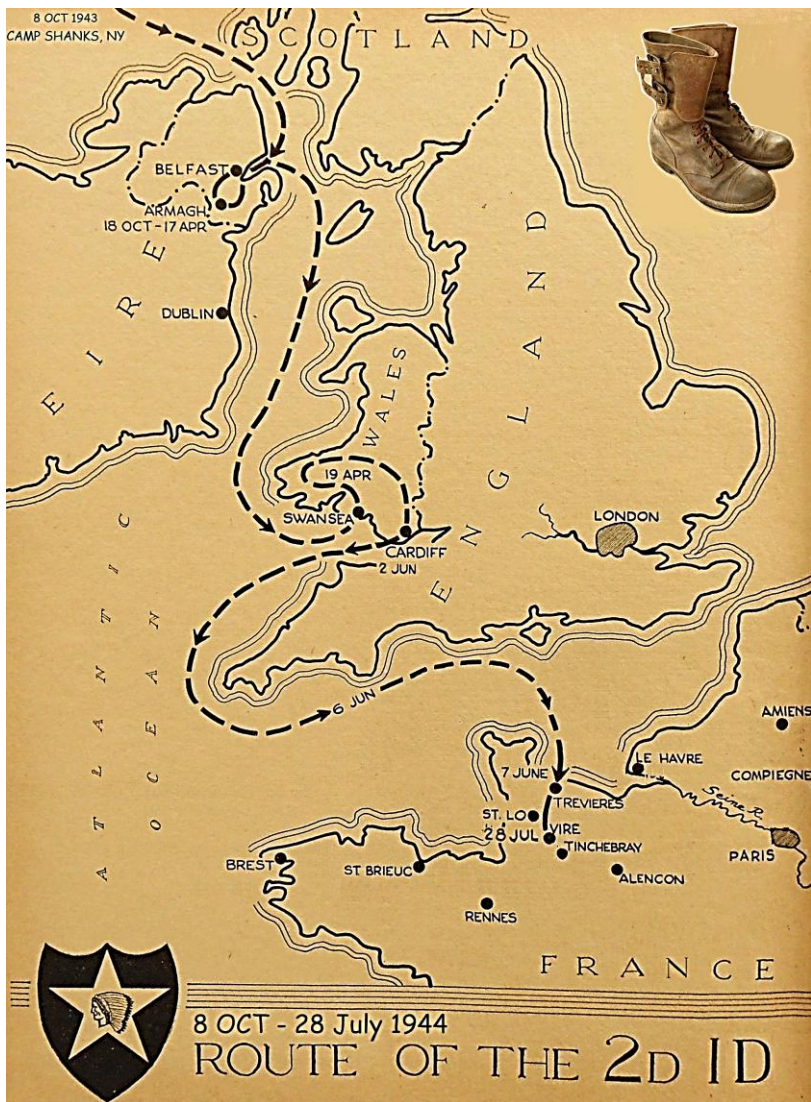 8 OCT 1943
CAMP SHANKS, NY
SCOTLAND
BELFAST
ARMAGH
18 OCT-17 APR
EIRE
DUBLIN
WALES
ENGLAND
19 APR
SWANSEA
CARDIFF
2 JUN
LONDON
ATLANTIC
OCEAN
6 JUN
AMIENS
7 JUNE
LE HAVRE
COMPIEGNE
TREVIERES
Seine R.
ST. LO
28 JUL
VIRE
TINCHEBRAY
PARIS
BREST
ST. BRIEUC
ALENCON
RENNES
FRANCE
8 OCT - 28 July 1944
ROUTE OF THE 2D ID